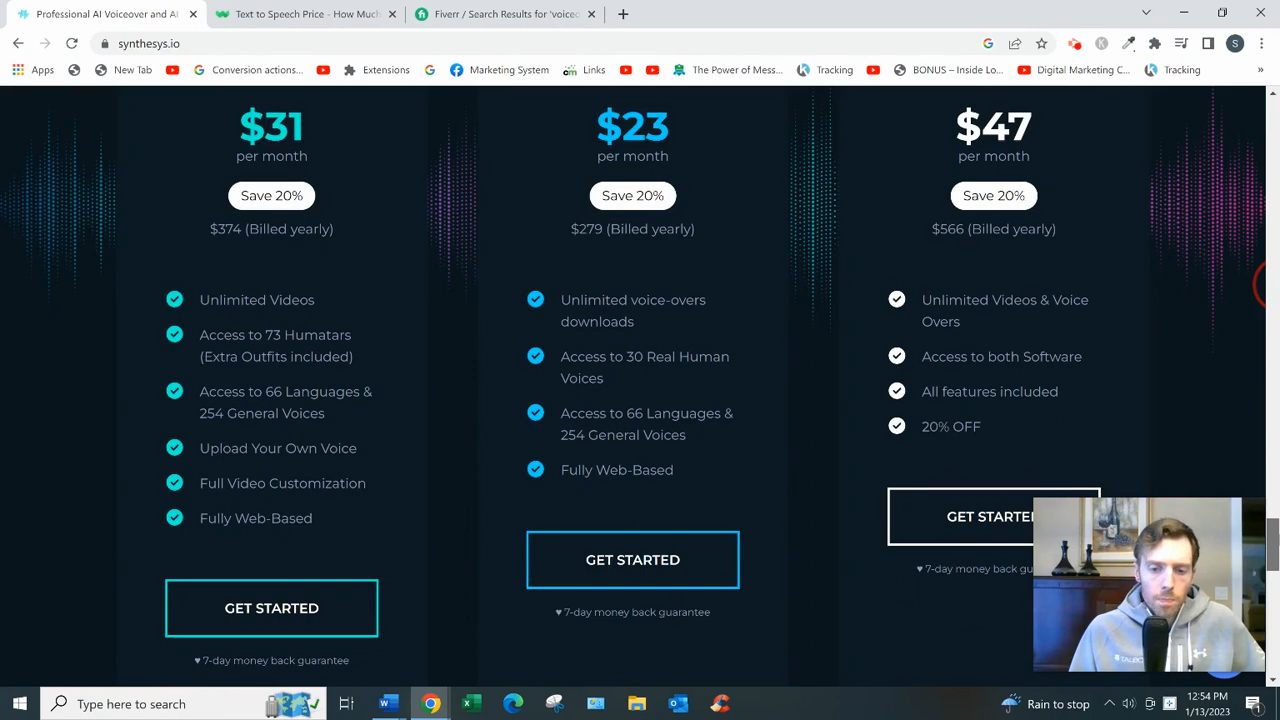 Professional AI Voiceover and AI
Text to Speech Price - How Much
Fiverr / Search Results for 'voiceo
synthesys.io
S
Apps
New Tab
Conversion actions...
Extensions
Marketing System
Links
The Power of Mess...
Tracking
BONUS – Inside Lo...
Digital Marketing C...
Tracking
»
$31
per month
Save 20%
$374 (Billed yearly)
Unlimited Videos
Access to 73 Humatars
(Extra Outfits included)
Access to 66 Languages &
254 General Voices
Upload Your Own Voice
Full Video Customization
Fully Web-Based
GET STARTED
♥ 7-day money back guarantee
$23
per month
Save 20%
$279 (Billed yearly)
Unlimited voice-overs
downloads
Access to 30 Real Human
Voices
Access to 66 Languages &
254 General Voices
Fully Web-Based
GET STARTED
♥ 7-day money back guarantee
$47
per month
Save 20%
$566 (Billed yearly)
Unlimited Videos & Voice
Overs
Access to both Software
All features included
20% OFF
GET STARTE
♥ 7-day money back gu
Type here to search
Rain to stop
12:54 PM
1/13/2023